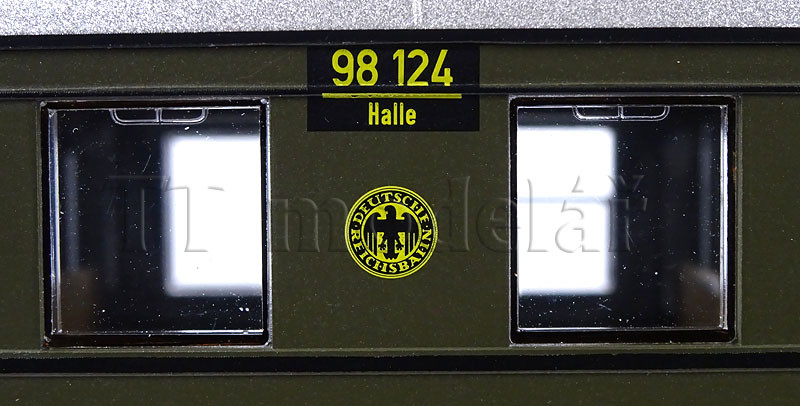 98 124
Halle
DEUTSCHE
REICHSBAHN
TT modelář